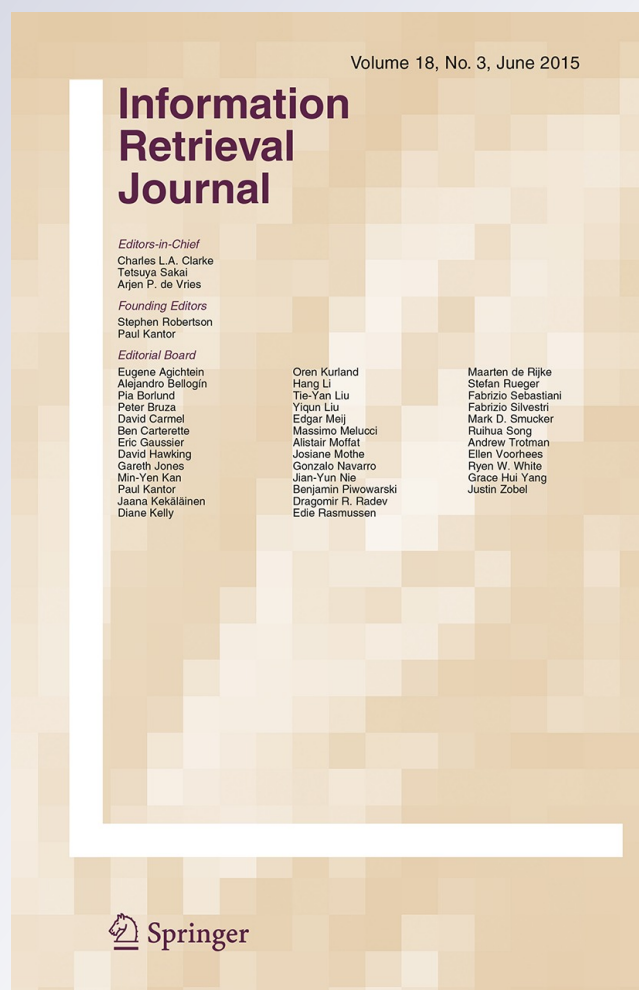 Volume 18, No. 3, June 2015
Information
Retrieval
Journal
Editors-in-Chief
Charles L.A. Clarke
Tetsuya Sakai
Arjen P. de Vries
Founding Editors
Stephen Robertson
Paul Kantor
Editorial Board
Eugene Agichtein
Alejandro Bellogín
Pia Borlund
Peter Bruza
David Carmel
Ben Carterette
Eric Gaussier
David Hawking
Gareth Jones
Min-Yen Kan
Paul Kantor
Jaana Kekäläinen
Diane Kelly
Oren Kurland
Hang Li
Tie-Yan Liu
Yiqun Liu
Edgar Meij
Massimo Melucci
Alistair Moffat
Josiane Mothe
Gonzalo Navarro
Jian-Yun Nie
Benjamin Piwowarski
Dragomir R. Radev
Edie Rasmussen
Maarten de Rijke
Stefan Rueger
Fabrizio Sebastiani
Fabrizio Silvestri
Mark D. Smucker
Ruihua Song
Andrew Trotman
Ellen Voorhees
Ryen W. White
Grace Hui Yang
Justin Zobel
Springer